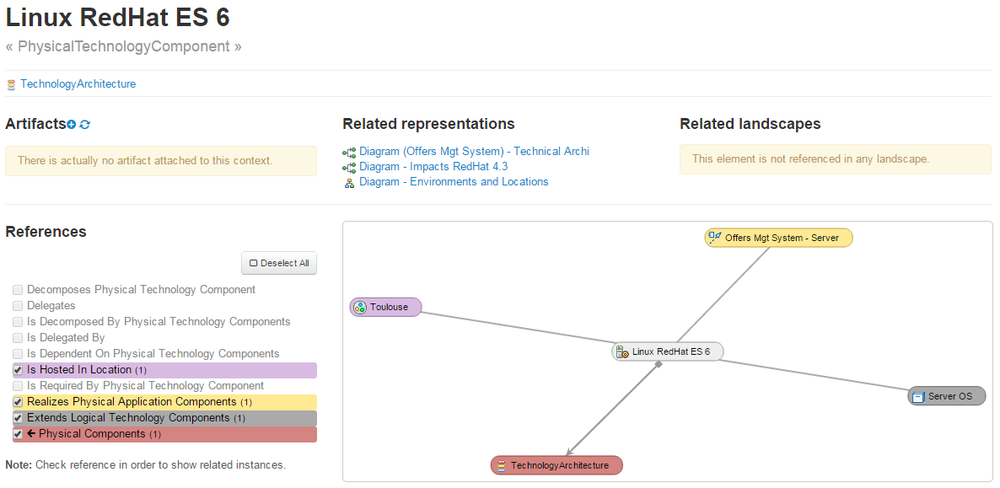 Linux RedHat ES 6
« PhysicalTechnologyComponent »
TechnologyArchitecture
Artifacts
There is actually no artifact attached to this context.
Related representations
Diagram (Offers Mgt System) - Technical Archi
Diagram - Impacts RedHat 4.3
Diagram - Environments and Locations
Related landscapes
This element is not referenced in any landscape.
References
Deselect All
Decomposes Physical Technology Component
Delegates
Is Decomposed By Physical Technology Components
Is Delegated By
Is Dependent On Physical Technology Components
Is Hosted In Location (1)
Is Required By Physical Technology Component
Realizes Physical Application Components (1)
Extends Logical Technology Components (1)
Physical Components (1)
Note: Check reference in order to show related instances.
Offers Mgt System - Server
Toulouse
Linux RedHat ES 6
Server OS
TechnologyArchitecture